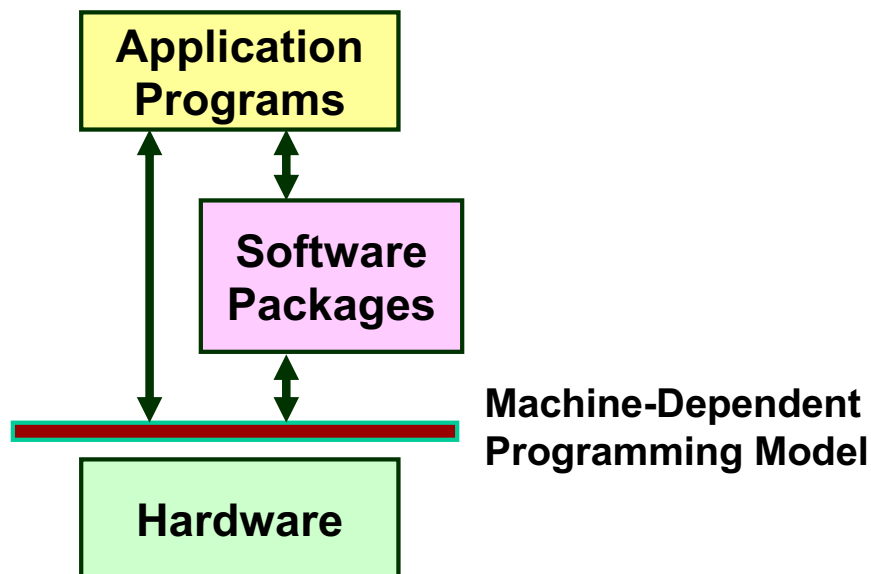 Application
Programs
Software
Packages
Machine-Dependent
Programming Model
Hardware